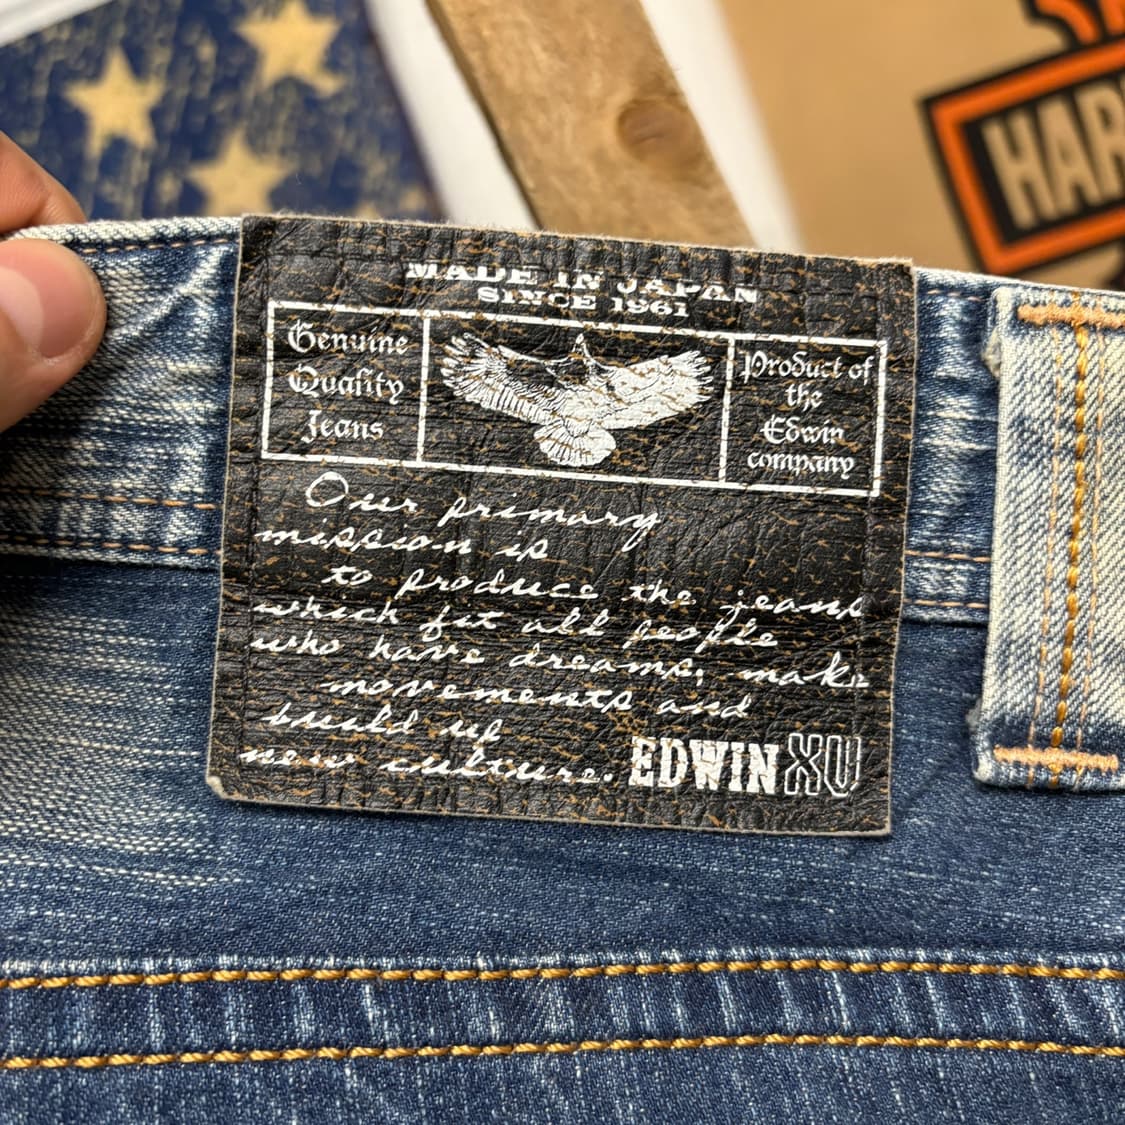 HAR
MADE IN JAPAN
SINCE 1961
Genuine
Quality
Jeans
Product of
the
Edwin
company
Our primary
mission is
to produce the jeans
which fit all people
who have dreams, make
movements and
build up
new culture.
EDWIN XV